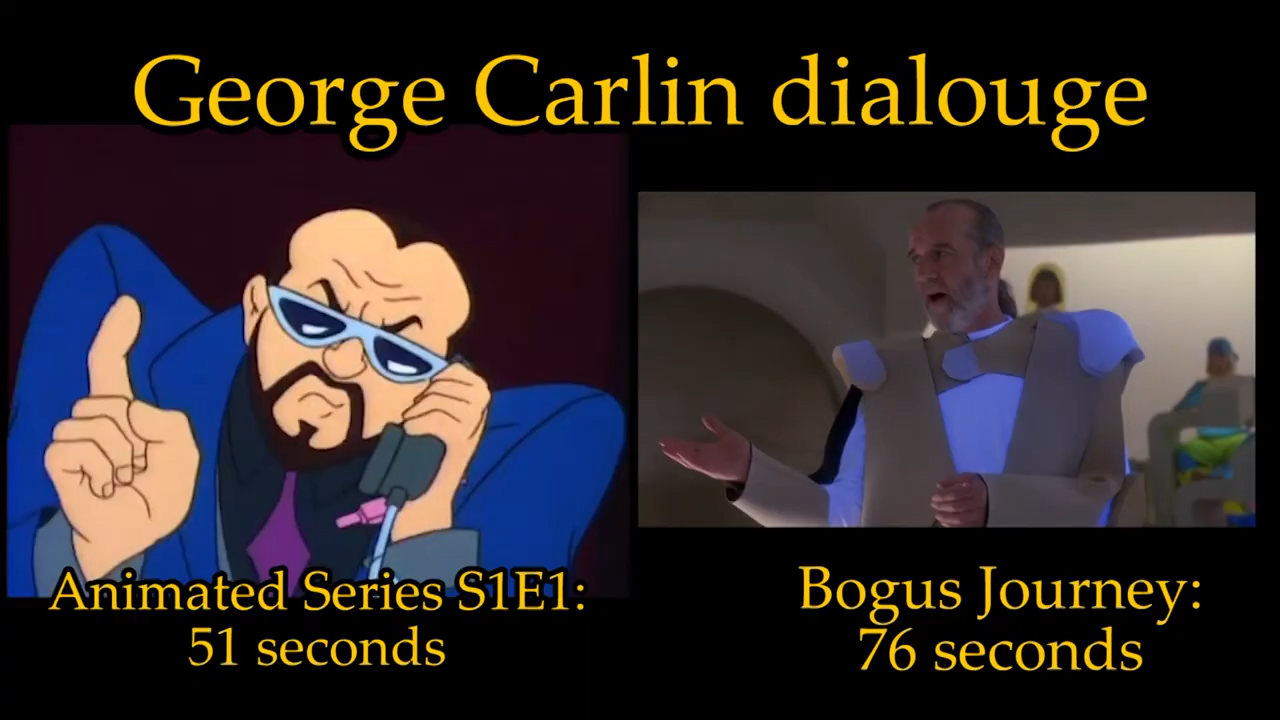 George Carlin dialouge
Animated Series S1E1:
51 seconds
Bogus Journey:
76 seconds